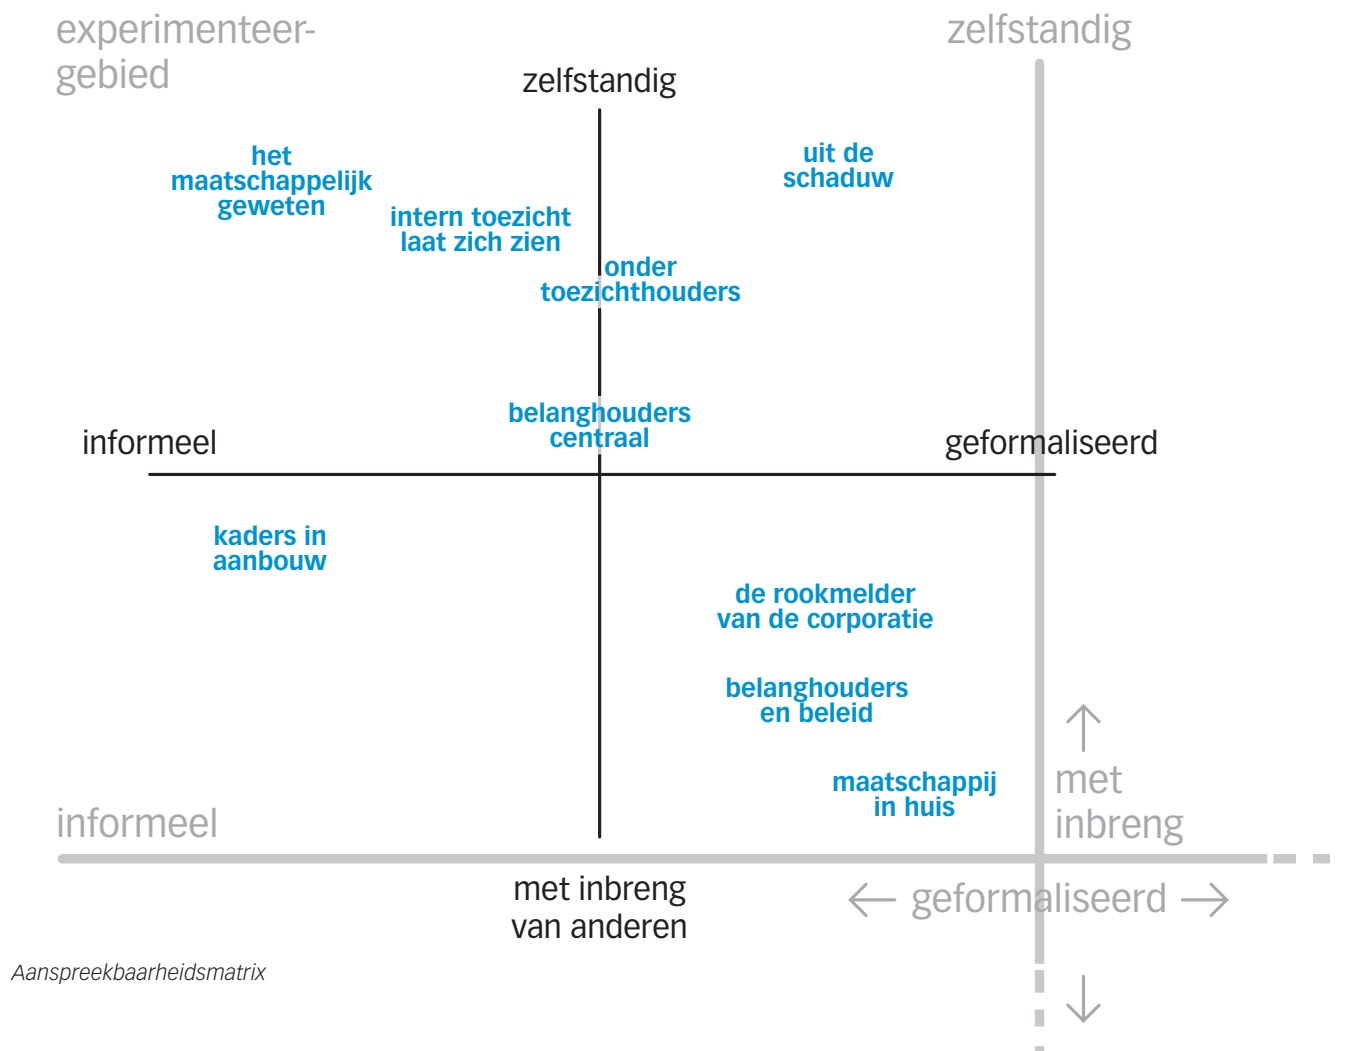 experimenteer-
gebied
zelfstandig
zelfstandig
het
maatschappelijk
geweten
uit de
schaduw
intern toezicht
laat zich zien
onder
toezichthouders
belanghouders
centraal
informeel
geformaliseerd
kaders in
aanbouw
de rookmelder
van de corporatie
belanghouders
en beleid
maatschappij
in huis
met
inbreng
informeel
met inbreng
van anderen
geformaliseerd
Aanspreekbaarheidsmatrix